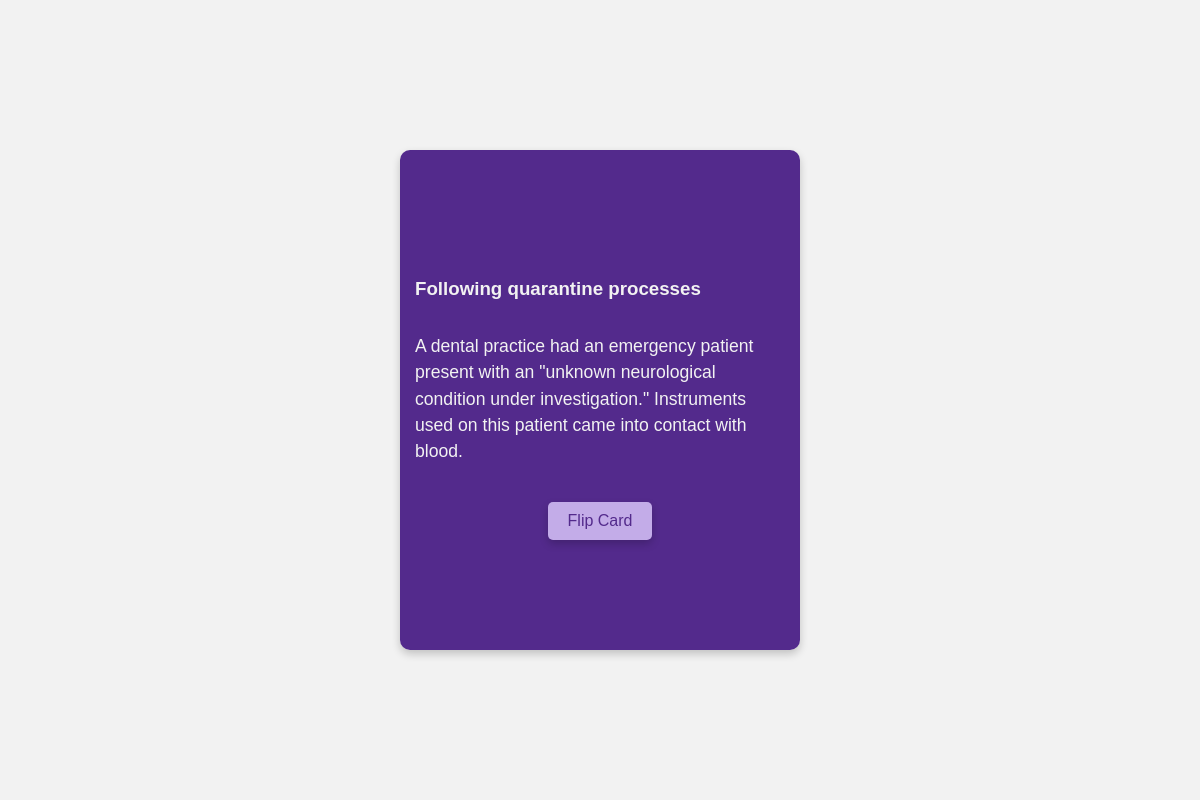 Following quarantine processes
A dental practice had an emergency patient
present with an "unknown neurological
condition under investigation." Instruments
used on this patient came into contact with
blood.
Flip Card